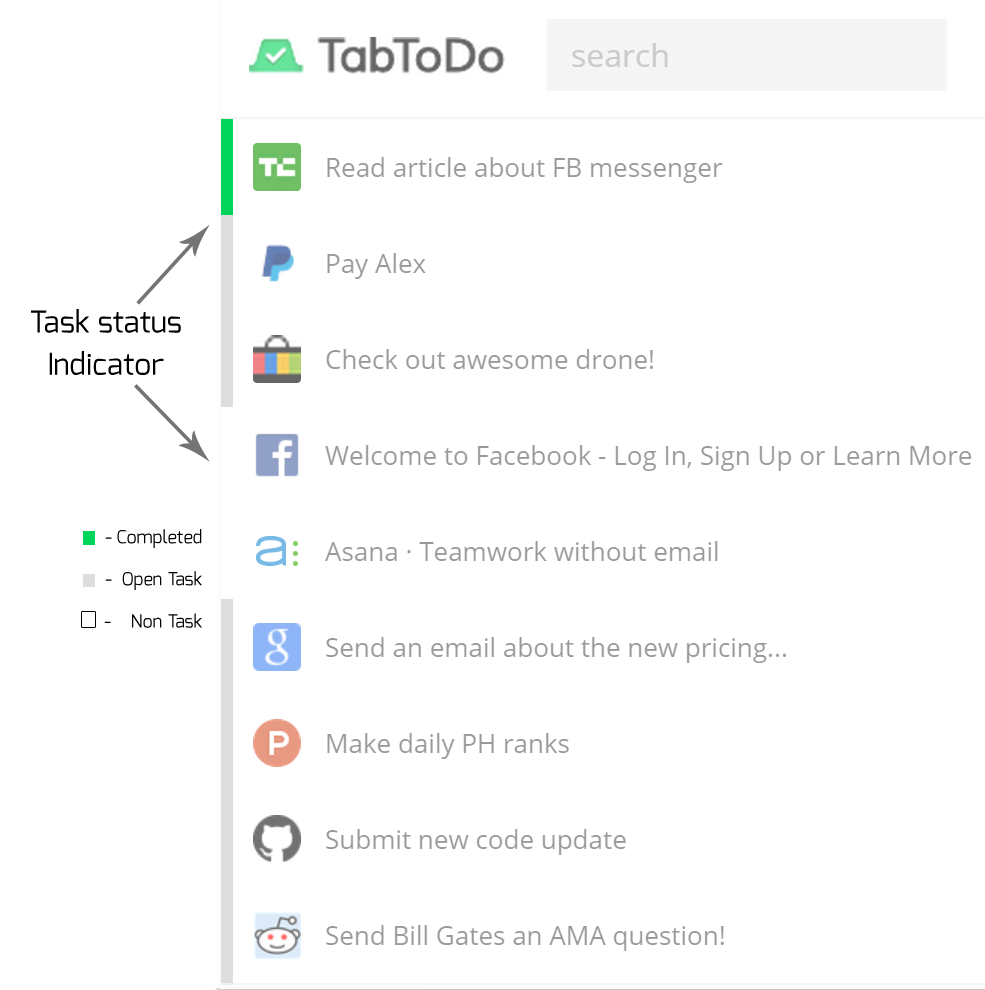 TabToDo
search
TC
Read article about FB messenger
P
Pay Alex
Check out awesome drone!
f
Welcome to Facebook - Log In, Sign Up or Learn More
a:
Asana · Teamwork without email
g
Send an email about the new pricing...
P
Make daily PH ranks
Submit new code update
Send Bill Gates an AMA question!
Task status
Indicator
- Completed
- Open Task
- Non Task